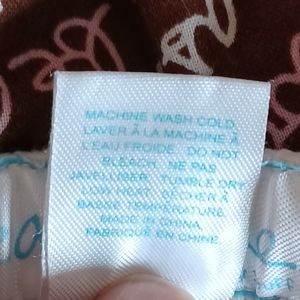 MACHINE WASH COLD,
LAVER À LA MACHINE À
L'EAU FROIDE. DO NOT
BLEACH. NE PAS
JAVELLISER. TUMBLE DRY
LOW HEAT. SÉCHER À
BASSE TEMPÉRATURE.
MADE IN CHINA.
FABRIQUÉ EN CHINE.